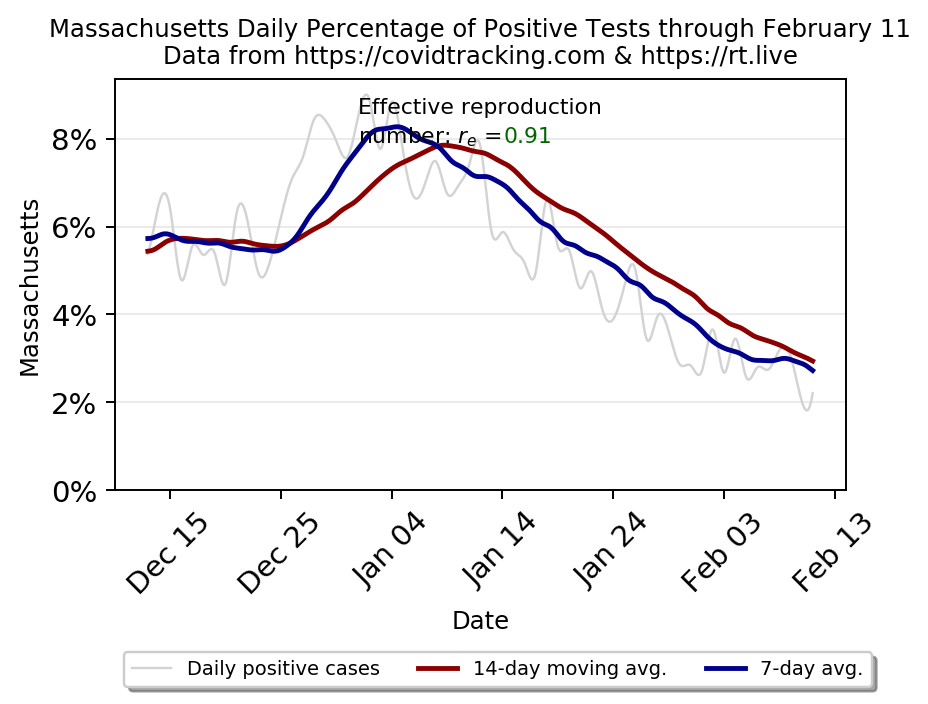 Massachusetts Daily Percentage of Positive Tests through February 11
Data from https://covidtracking.com & https://rt.live
Effective reproduction
number: rₑ =0.91
8%
6%
4%
2%
0%
Massachusetts
Dec 15
Dec 25
Jan 04
Jan 14
Jan 24
Feb 03
Feb 13
Date
Daily positive cases
14-day moving avg.
7-day avg.